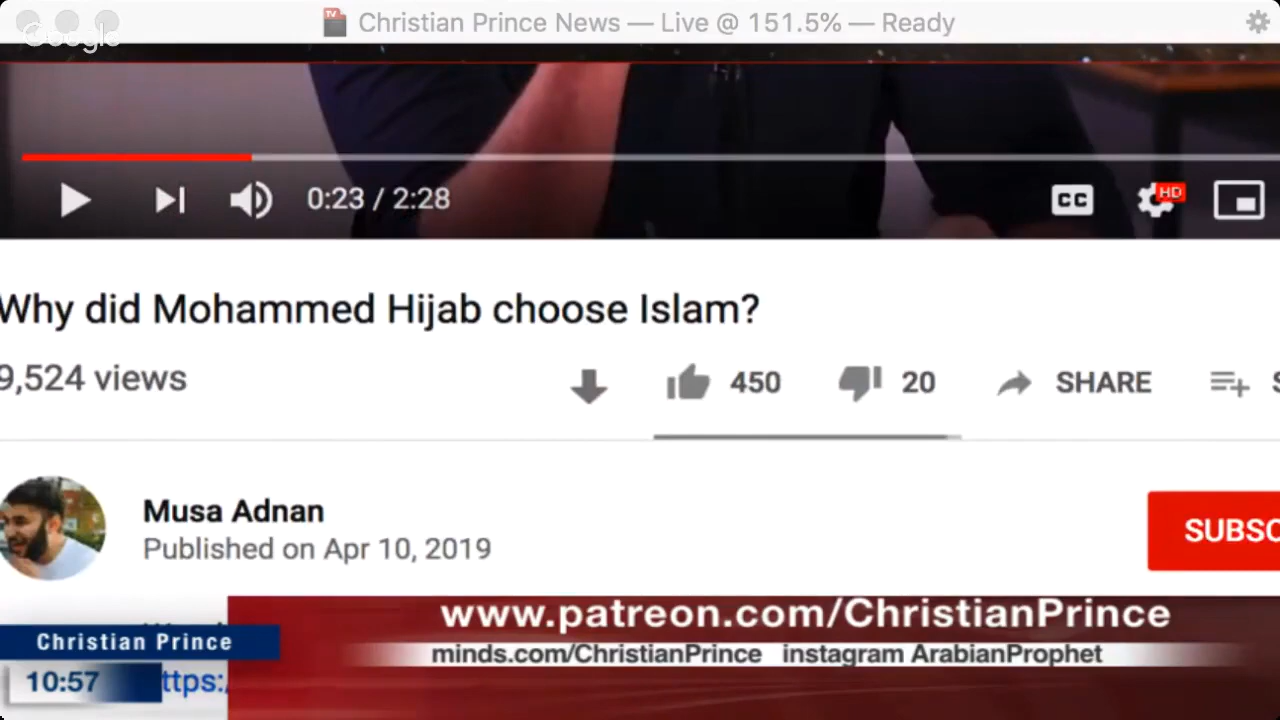 Christian Prince News — Live @ 151.5% — Ready
Google
0:23 / 2:28
CC
HD
Why did Mohammed Hijab choose Islam?
9,524 views
450
20
SHARE
S
Musa Adnan
Published on Apr 10, 2019
SUBSC
www.patreon.com/ChristianPrince
Christian Prince
minds.com/ChristianPrince instagram ArabianProphet
10:57
ttps:/